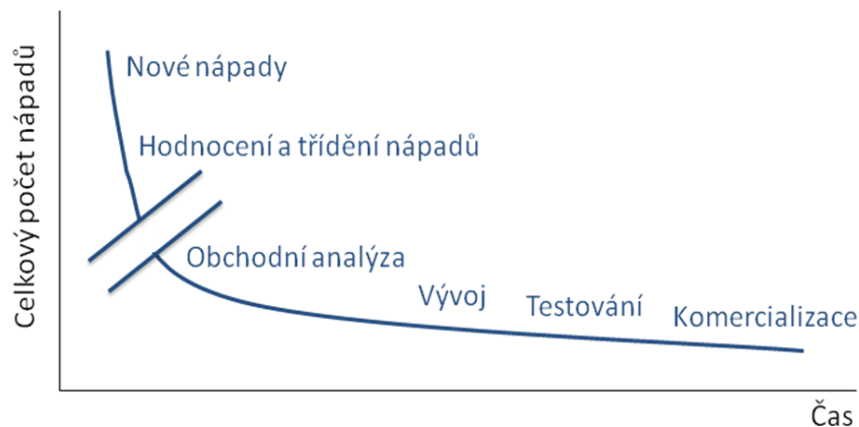 Celkový počet nápadů
Nové nápady
Hodnocení a třídění nápadů
Obchodní analýza
Vývoj
Testování
Komercializace
Čas